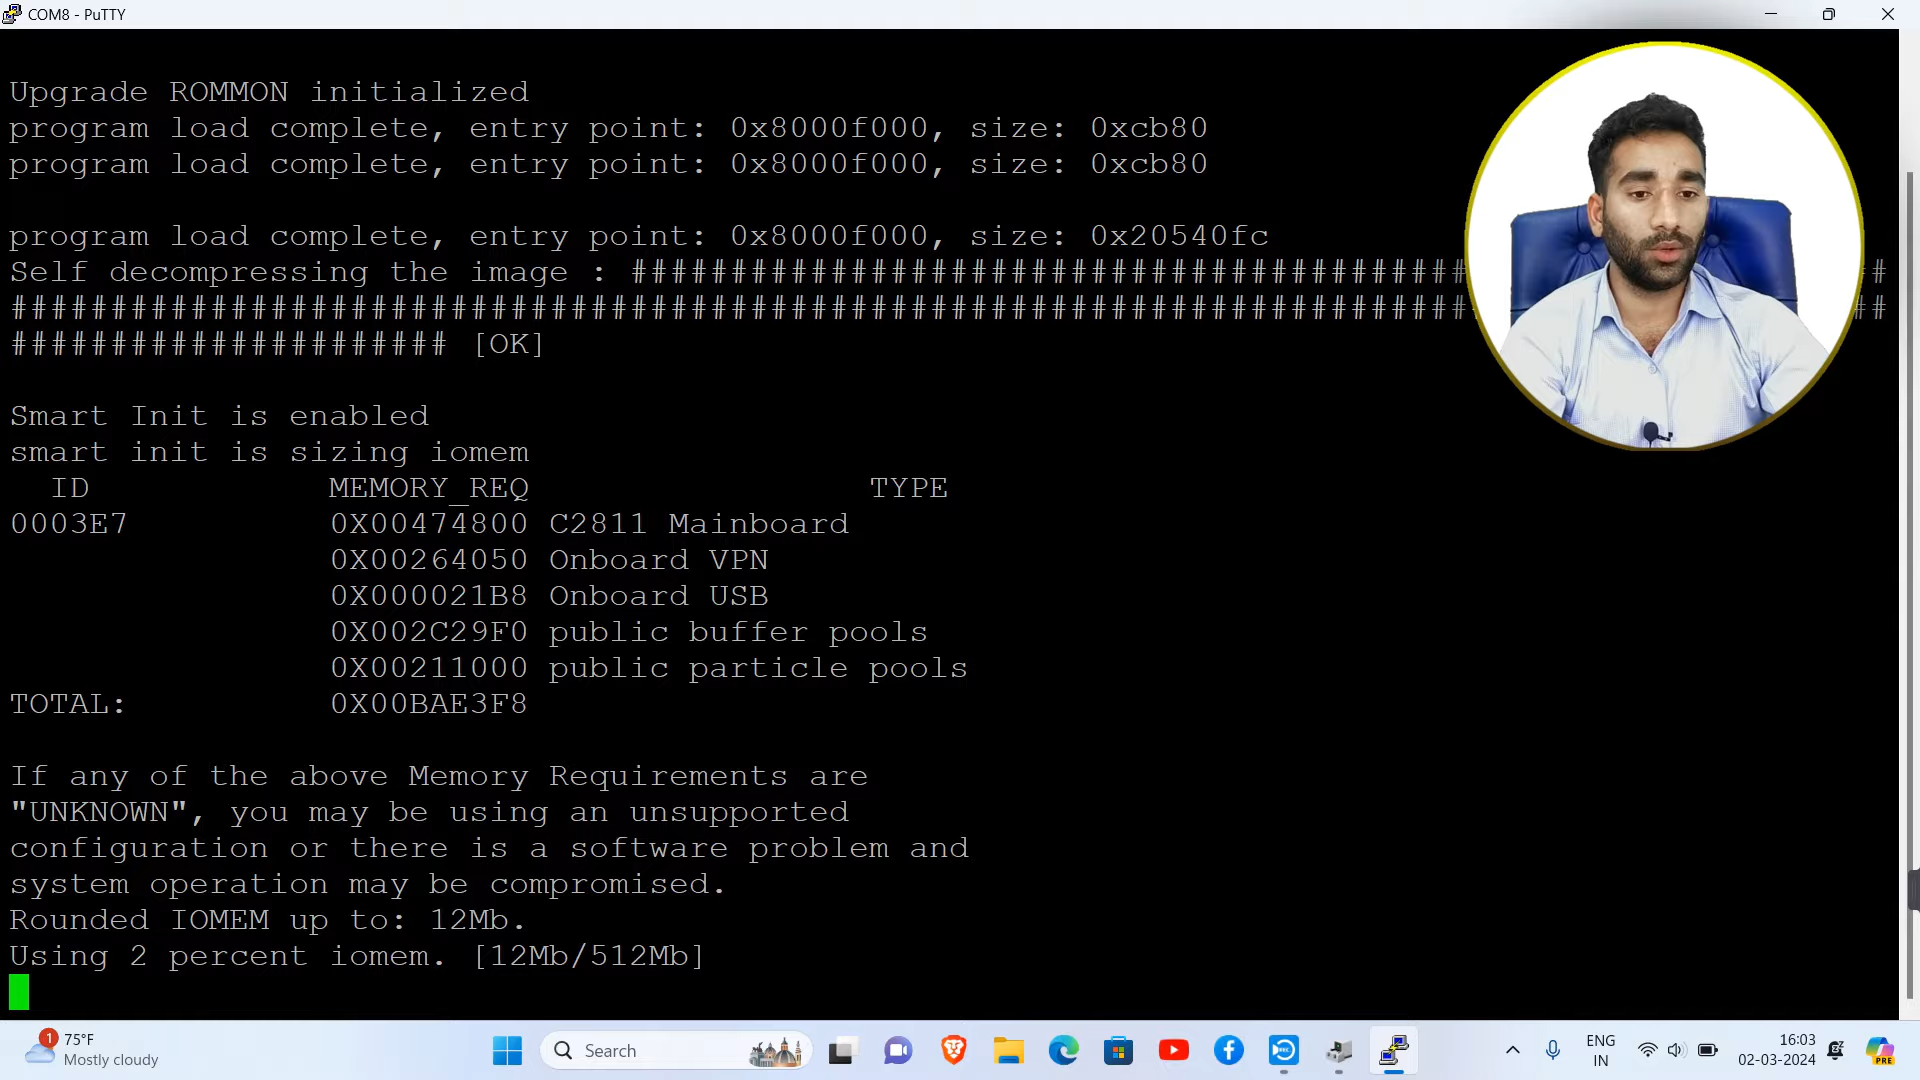 COM8 - PuTTY
Upgrade ROMMON initialized
program load complete, entry point: 0x8000f000, size: 0xcb80
program load complete, entry point: 0x8000f000, size: 0xcb80
program load complete, entry point: 0x8000f000, size: 0x20540fc
Self decompressing the image : ##########################################
##########################################################################
###################### [OK]
Smart Init is enabled
smart init is sizing iomem
ID MEMORY_REQ TYPE
0003E7 0X00474800 C2811 Mainboard
0X00264050 Onboard VPN
0X000021B8 Onboard USB
0X002C29F0 public buffer pools
0X00211000 public particle pools
TOTAL: 0X00BAE3F8
If any of the above Memory Requirements are
"UNKNOWN", you may be using an unsupported
configuration or there is a software problem and
system operation may be compromised.
Rounded IOMEM up to: 12Mb.
Using 2 percent iomem. [12Mb/512Mb]
1
75°F
Mostly cloudy
Search
ENG
IN
16:03
02-03-2024
PRE